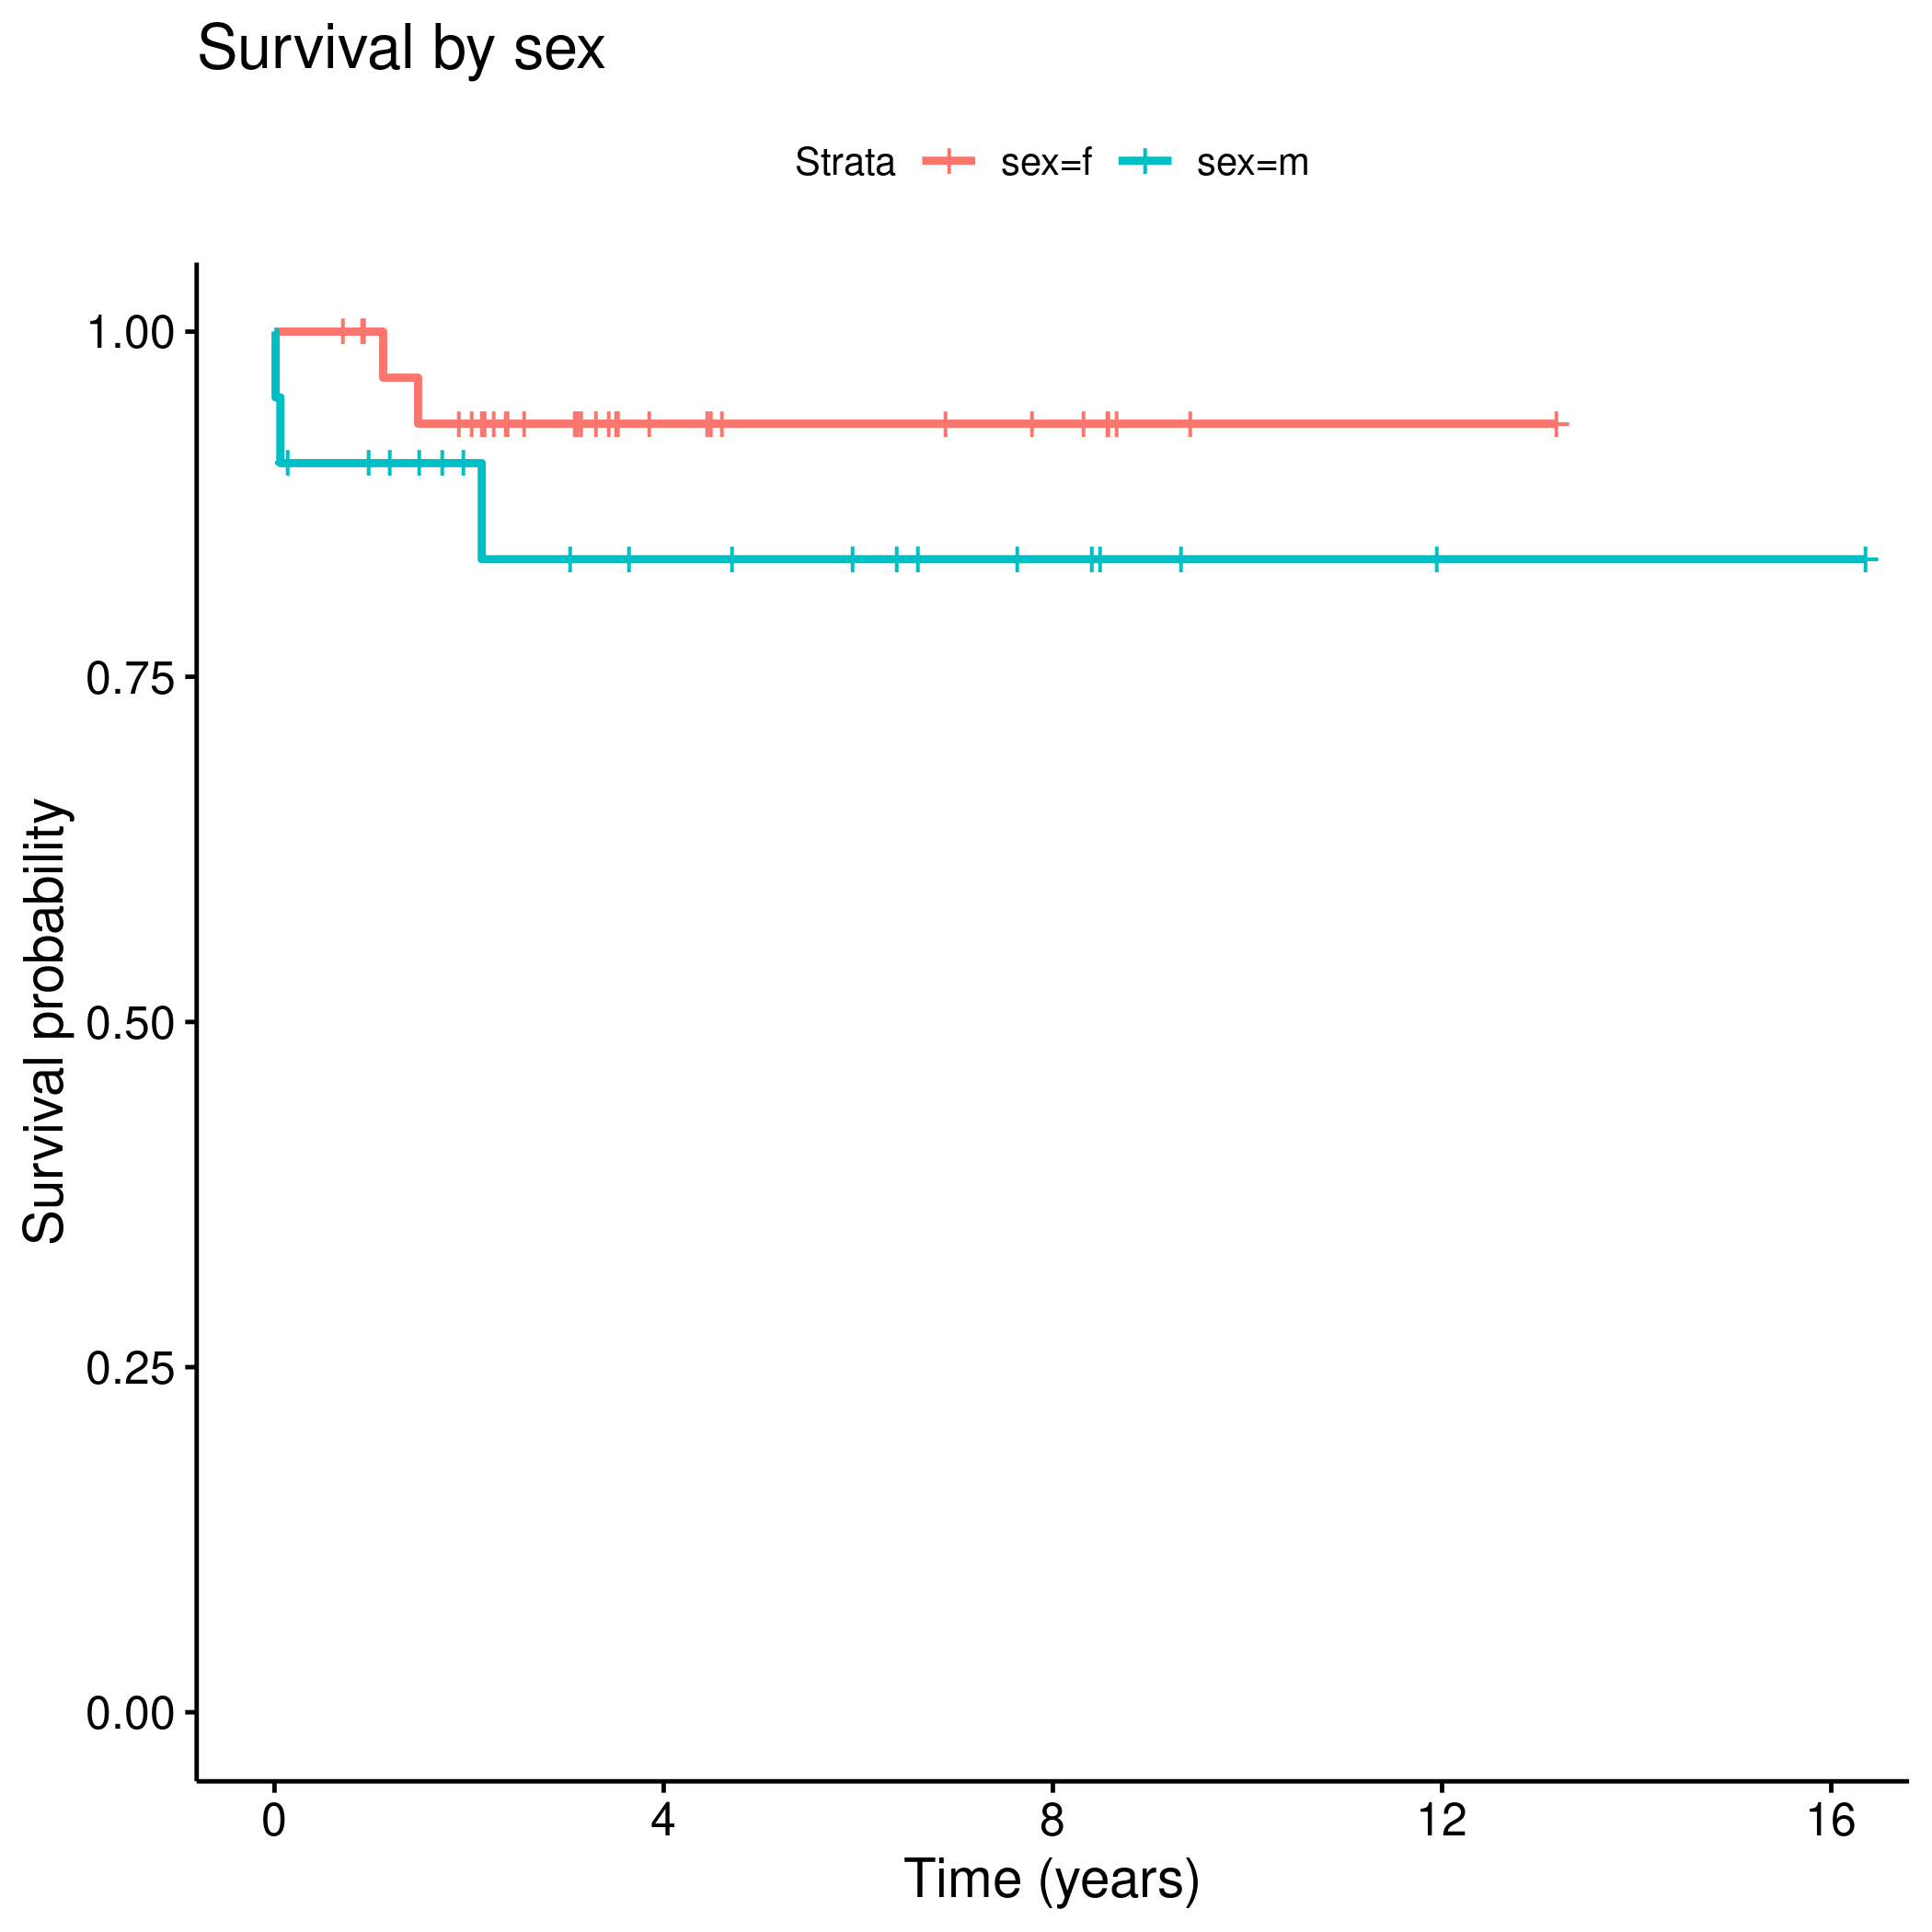 Survival by sex
Strata sex=f sex=m
1.00
0.75
0.50
0.25
0.00
Survival probability
0 4 8 12 16
Time (years)